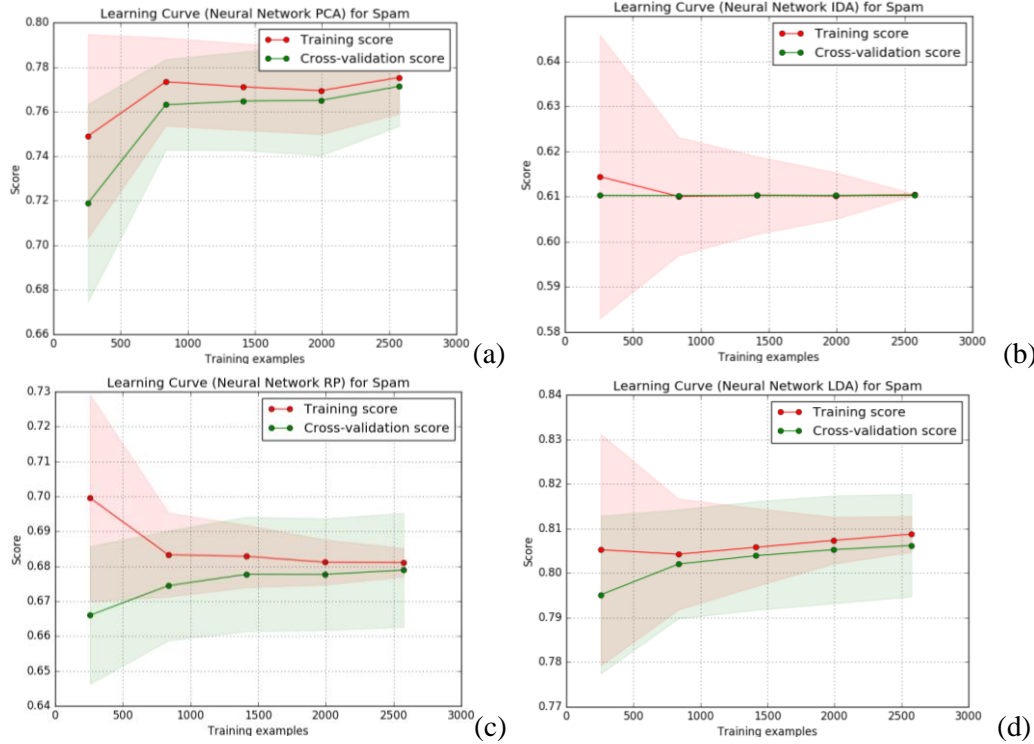 Learning Curve (Neural Network PCA) for Spam
0.80
0.78
0.76
0.74
0.72
0.70
0.68
0.66
Score
Training score
Cross-validation score
0 500 1000 1500 2000 2500 3000
Training examples
(a)
Learning Curve (Neural Network IDA) for Spam
0.64
0.63
0.62
0.61
0.60
0.59
0.58
Score
Training score
Cross-validation score
0 500 1000 1500 2000 2500 3000
Training examples
(b)
Learning Curve (Neural Network RP) for Spam
0.73
0.72
0.71
0.70
0.69
0.68
0.67
0.66
0.65
0.64
Score
Training score
Cross-validation score
0 500 1000 1500 2000 2500 3000
Training examples
(c)
Learning Curve (Neural Network LDA) for Spam
0.84
0.83
0.82
0.81
0.80
0.79
0.78
0.77
Score
Training score
Cross-validation score
0 500 1000 1500 2000 2500 3000
Training examples
(d)